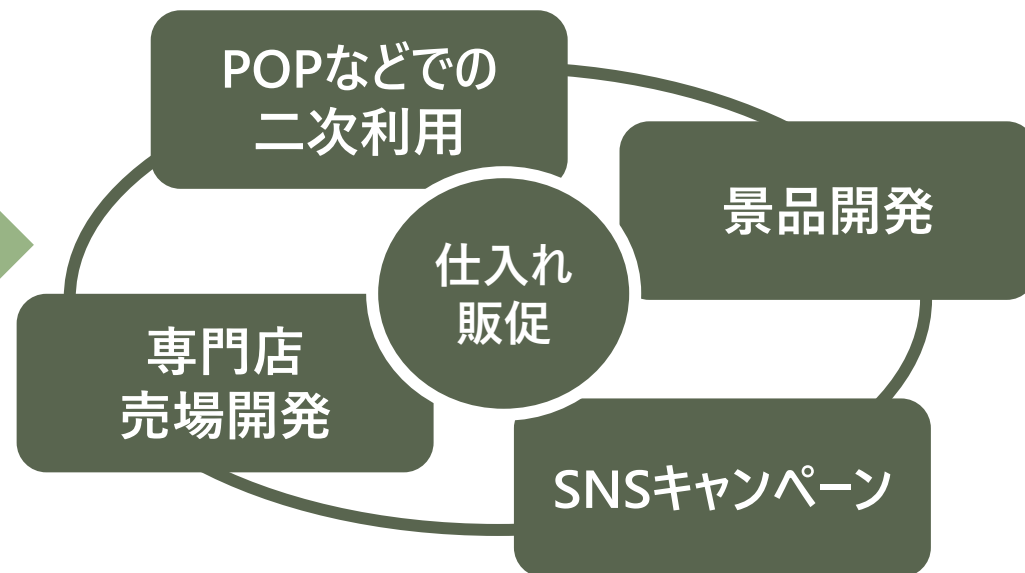 POPなどでの
二次利用
景品開発
仕入れ
販促
専門店
売場開発
SNSキャンペーン